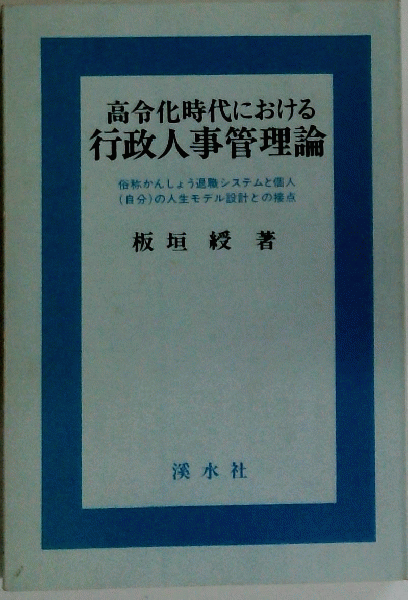 高令化時代における
行政人事管理論
俗称かんしょう退職システムと個人
(自分)の人生モデル設計との接点
板垣 綬 著
溪水社